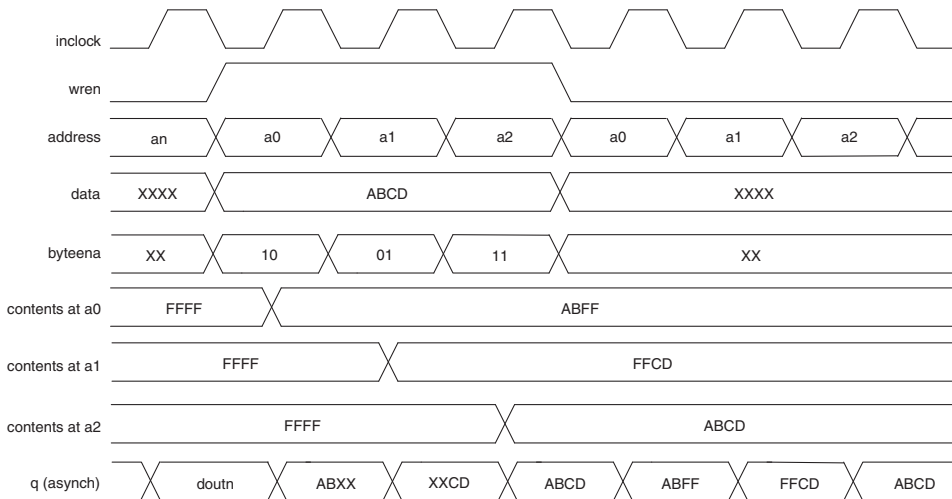 inclock
wren
address an a0 a1 a2 a0 a1 a2
data XXXX ABCD XXXX
byteena XX 10 01 11 XX
contents at a0 FFFF ABFF
contents at a1 FFFF FFCD
contents at a2 FFFF ABCD
q (asynch) doutn ABXX XXCD ABCD ABFF FFCD ABCD